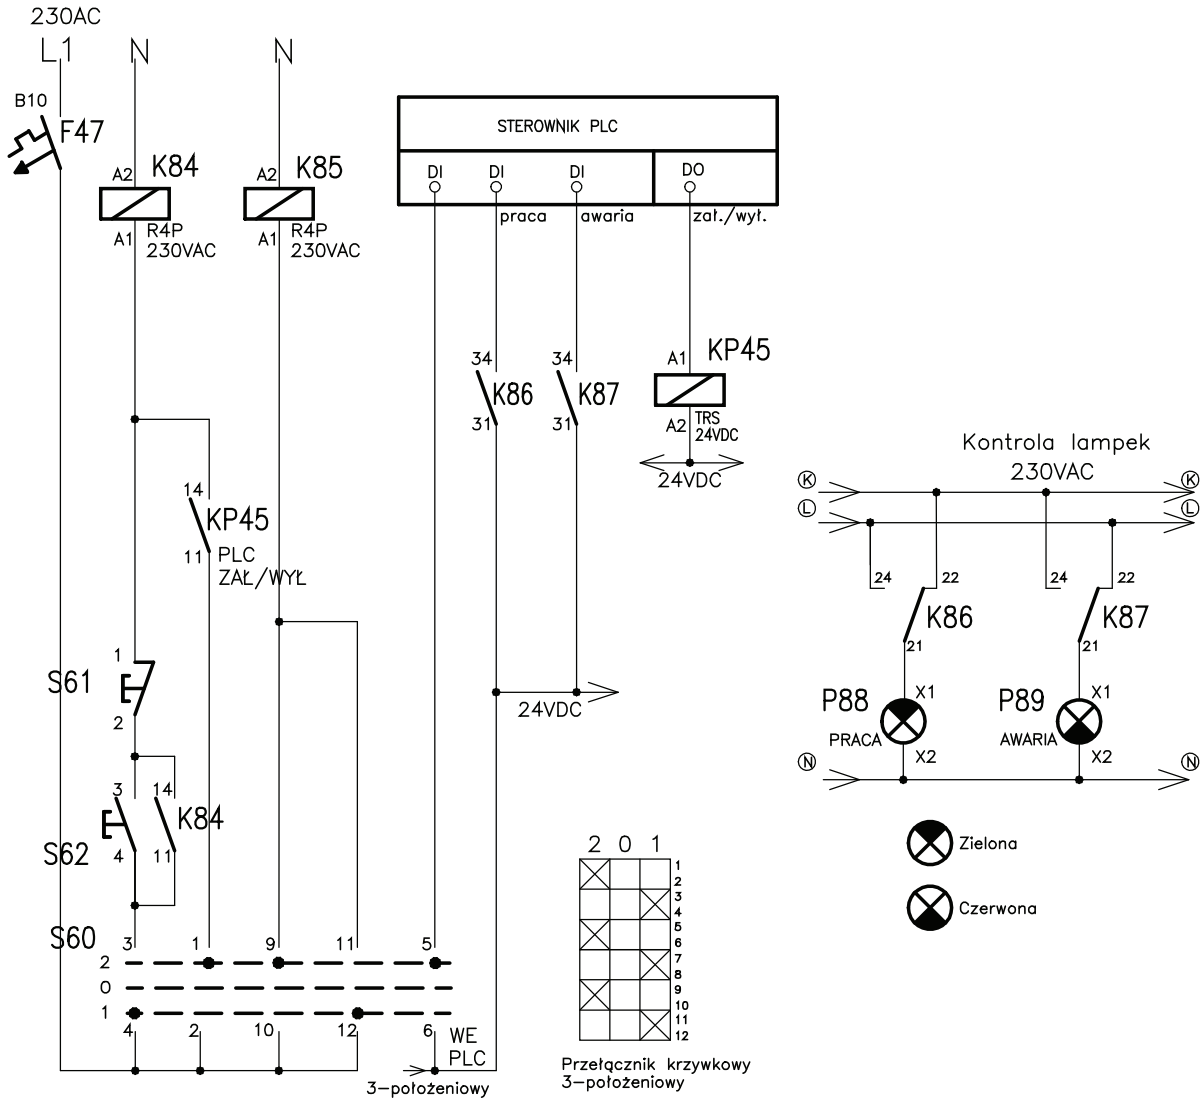 230AC
L1 N N
B10
F47
A2 K84
A1 R4P
230VAC
A2 K85
A1 R4P
230VAC
STEROWNIK PLC
DI DI DI DO
praca awaria zał./wył.
34
K86
31
34
K87
31
A1 KP45
A2 TRS
24VDC
24VDC
14
KP45
11 PLC
ZAŁ/WYŁ
1
S61
2
24VDC
3 14
K84
S62 4 11
S60 3 1 9 11 5
2
0
1
4 2 10 12 6
WE
PLC
3-położeniowy
Kontrola lampek
230VAC
K K
L L
24 22 24 22
K86 K87
21 21
P88 X1 P89 X1
PRACA X2 AWARIA X2
N N
Zielona
Czerwona
2 0 1
1
2
3
4
5
6
7
8
9
10
11
12
Przełącznik krzywkowy
3-położeniowy